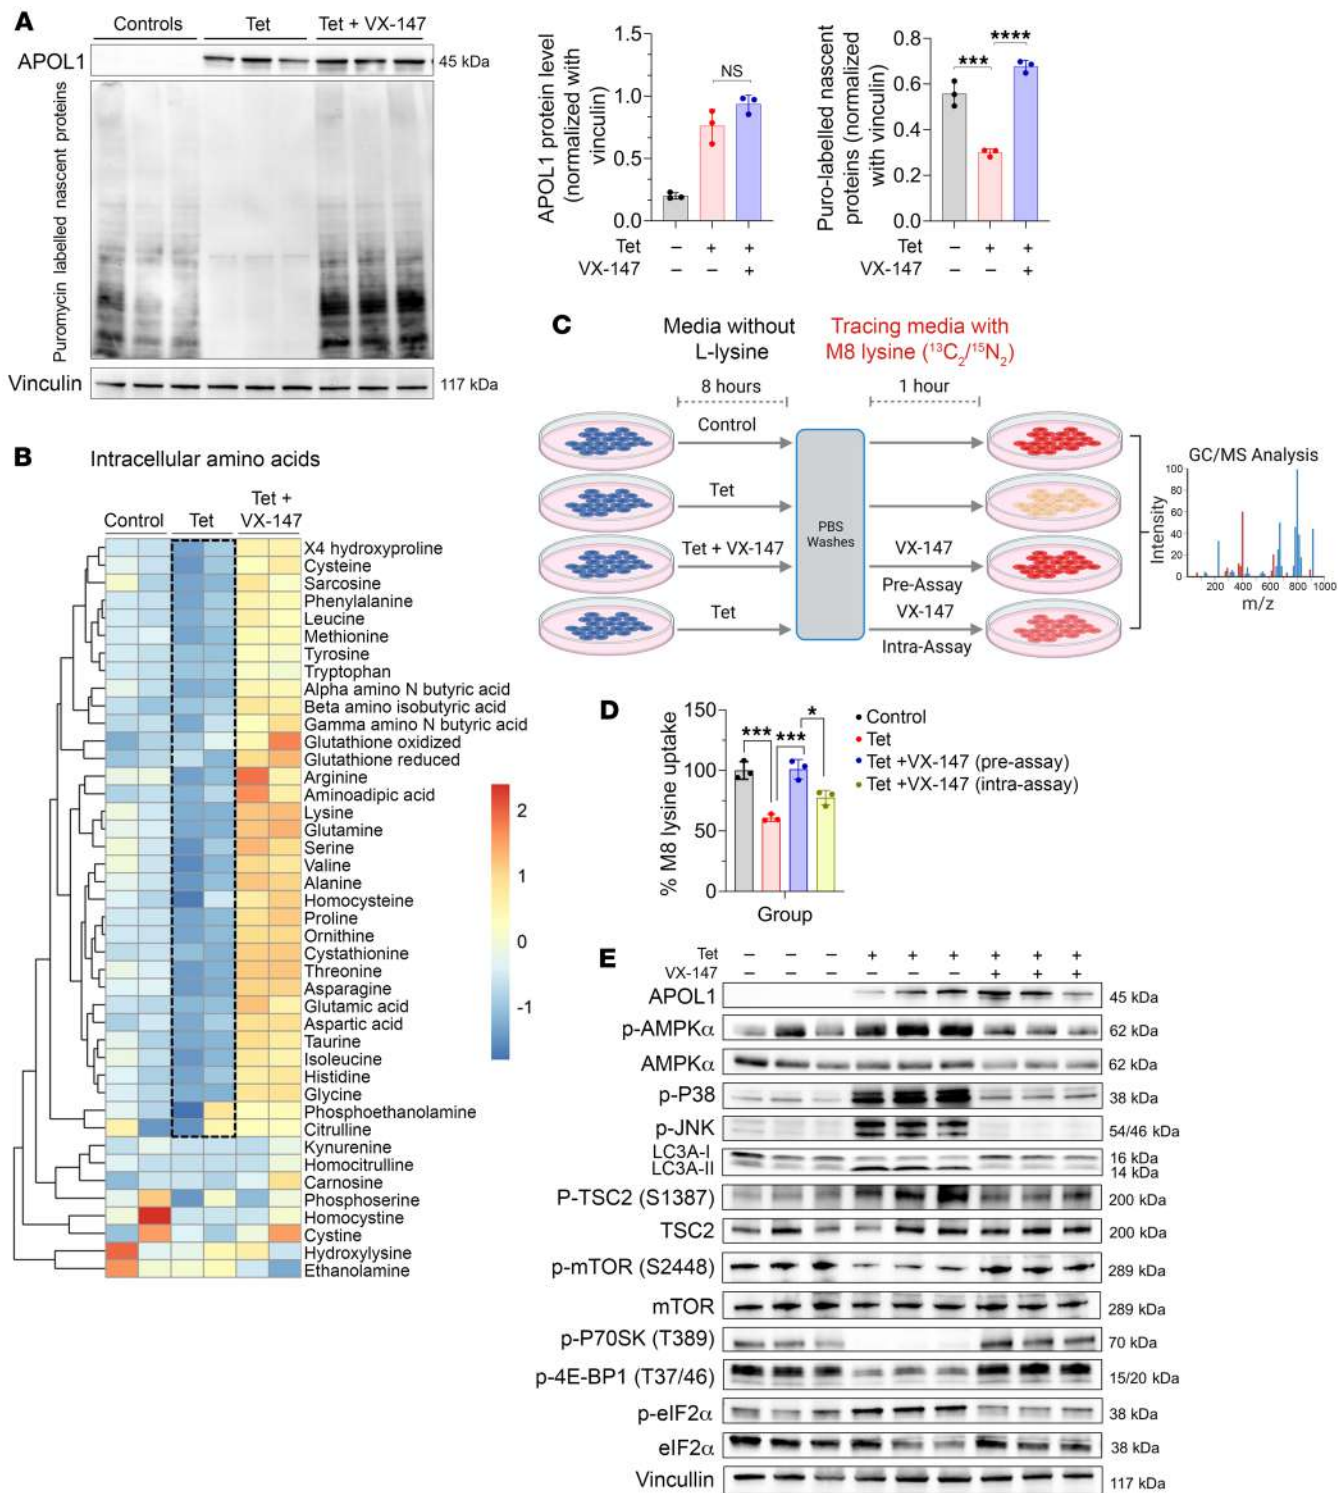 A
Controls Tet Tet + VX-147
APOL1
45 kDa
Puromycin labelled nascent proteins
Vinculin
117 kDa
APOL1 protein level
(normalized with
vinculin)
1.5
1.0
0.5
0.0
NS
Tet – + +
VX-147 – – +
Puro-labelled nascent
proteins (normalized
with vinculin)
0.8
0.6
0.4
0.2
0.0
*** ****
Tet – + +
VX-147 – – +
B Intracellular amino acids
Control Tet Tet +
VX-147
X4 hydroxyproline
Cysteine
Sarcosine
Phenylalanine
Leucine
Methionine
Tyrosine
Tryptophan
Alpha amino N butyric acid
Beta amino isobutyric acid
Gamma amino N butyric acid
Glutathione oxidized
Glutathione reduced
Arginine
Aminoadipic acid
Lysine
Glutamine
Serine
Valine
Alanine
Homocysteine
Proline
Ornithine
Cystathionine
Threonine
Asparagine
Glutamic acid
Aspartic acid
Taurine
Isoleucine
Histidine
Glycine
Phosphoethanolamine
Citrulline
Kynurenine
Homocitrulline
Carnosine
Phosphoserine
Homocystine
Cystine
Hydroxylysine
Ethanolamine
2
1
0
-1
C
Media without
L-lysine
Tracing media with
M8 lysine (¹³C₂/¹⁵N₂)
8 hours
1 hour
Control
Tet
Tet + VX-147
VX-147
Pre-Assay
Tet
VX-147
Intra-Assay
PBS
Washes
GC/MS Analysis
Intensity
100
80
60
40
20
0
200 400 600 800 1000
m/z
D
% M8 lysine uptake
150
100
50
0
*** *** *
Group
Control
Tet
Tet +VX-147 (pre-assay)
Tet +VX-147 (intra-assay)
E
Tet – – – + + + + + +
VX-147 – – – – – – + + +
APOL1 45 kDa
p-AMPKα 62 kDa
AMPKα 62 kDa
p-P38 38 kDa
p-JNK 54/46 kDa
LC3A-I 16 kDa
LC3A-II 14 kDa
P-TSC2 (S1387) 200 kDa
TSC2 200 kDa
p-mTOR (S2448) 289 kDa
mTOR 289 kDa
p-P70SK (T389) 70 kDa
p-4E-BP1 (T37/46) 15/20 kDa
p-eIF2α 38 kDa
eIF2α 38 kDa
Vincullin 117 kDa